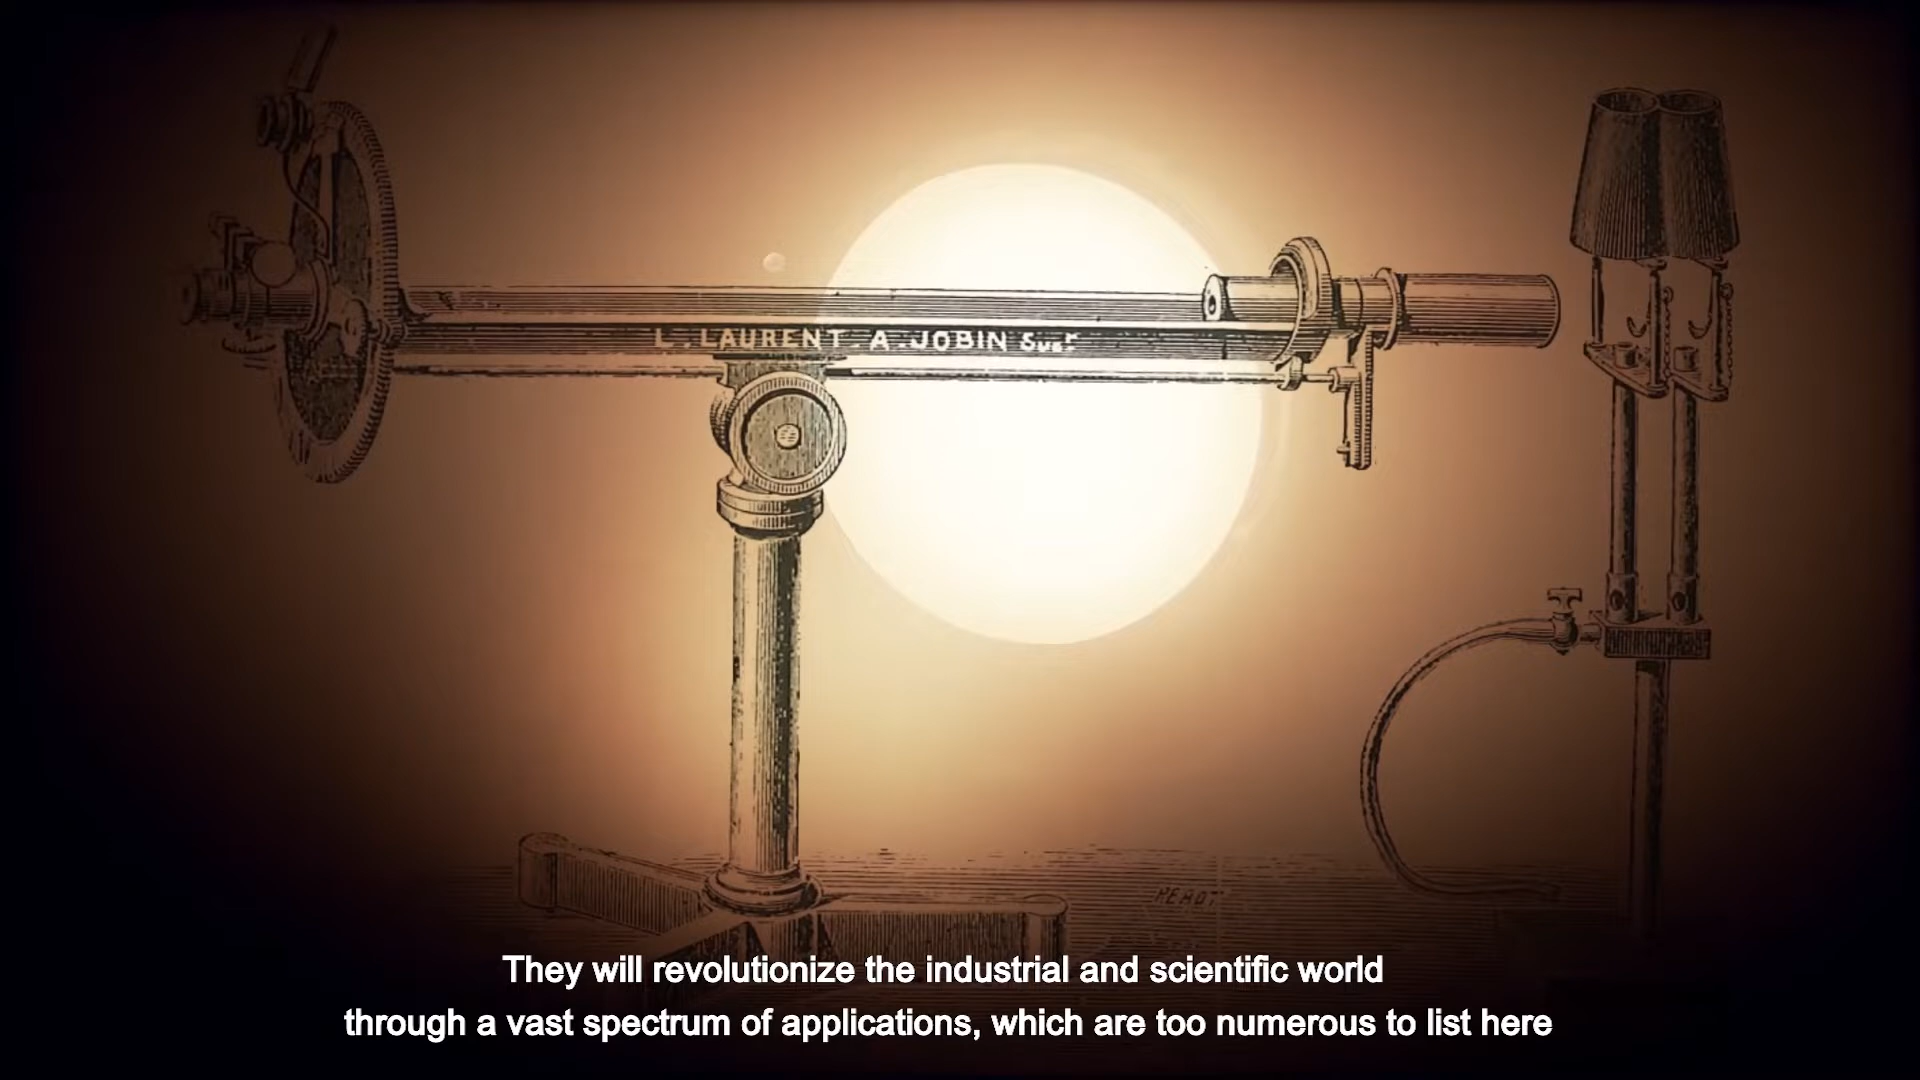 L. LAURENT. A. JOBIN Sucr
They will revolutionize the industrial and scientific world
through a vast spectrum of applications, which are too numerous to list here